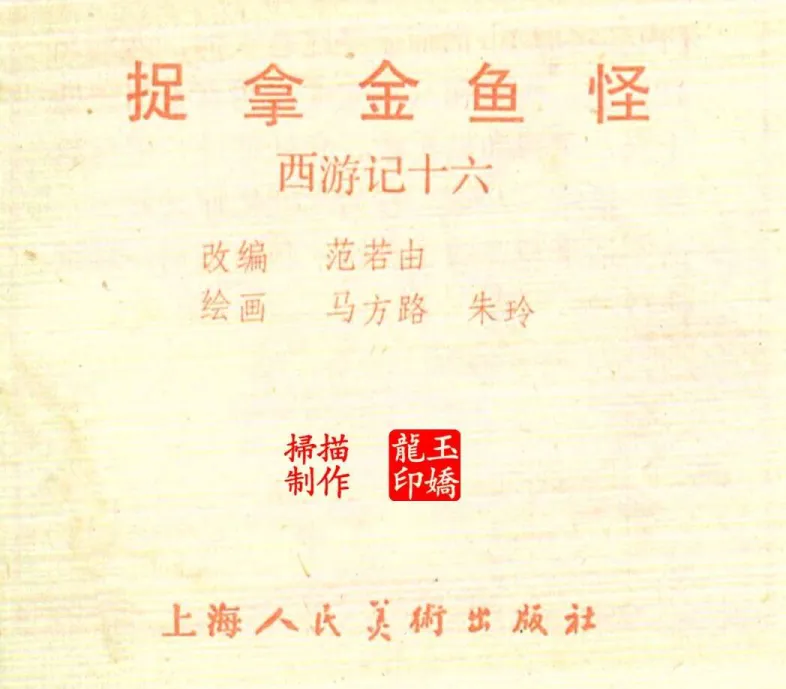 捉拿金鱼怪
西游记十六
改编 范若由
绘画 马方路 朱玲
掃描
制作
玉嬌
龍印
上海人民美術出版社